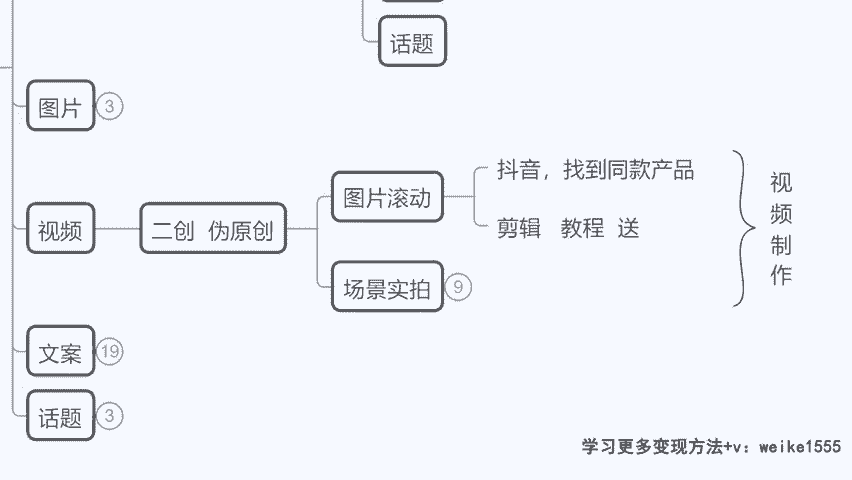 话题
图片 3
抖音，找到同款产品
图片滚动
视频 二创 伪原创
剪辑 教程 送
场景实拍 9
视频制作
文案 19
话题 3
学习更多变现方法+v：weike1555